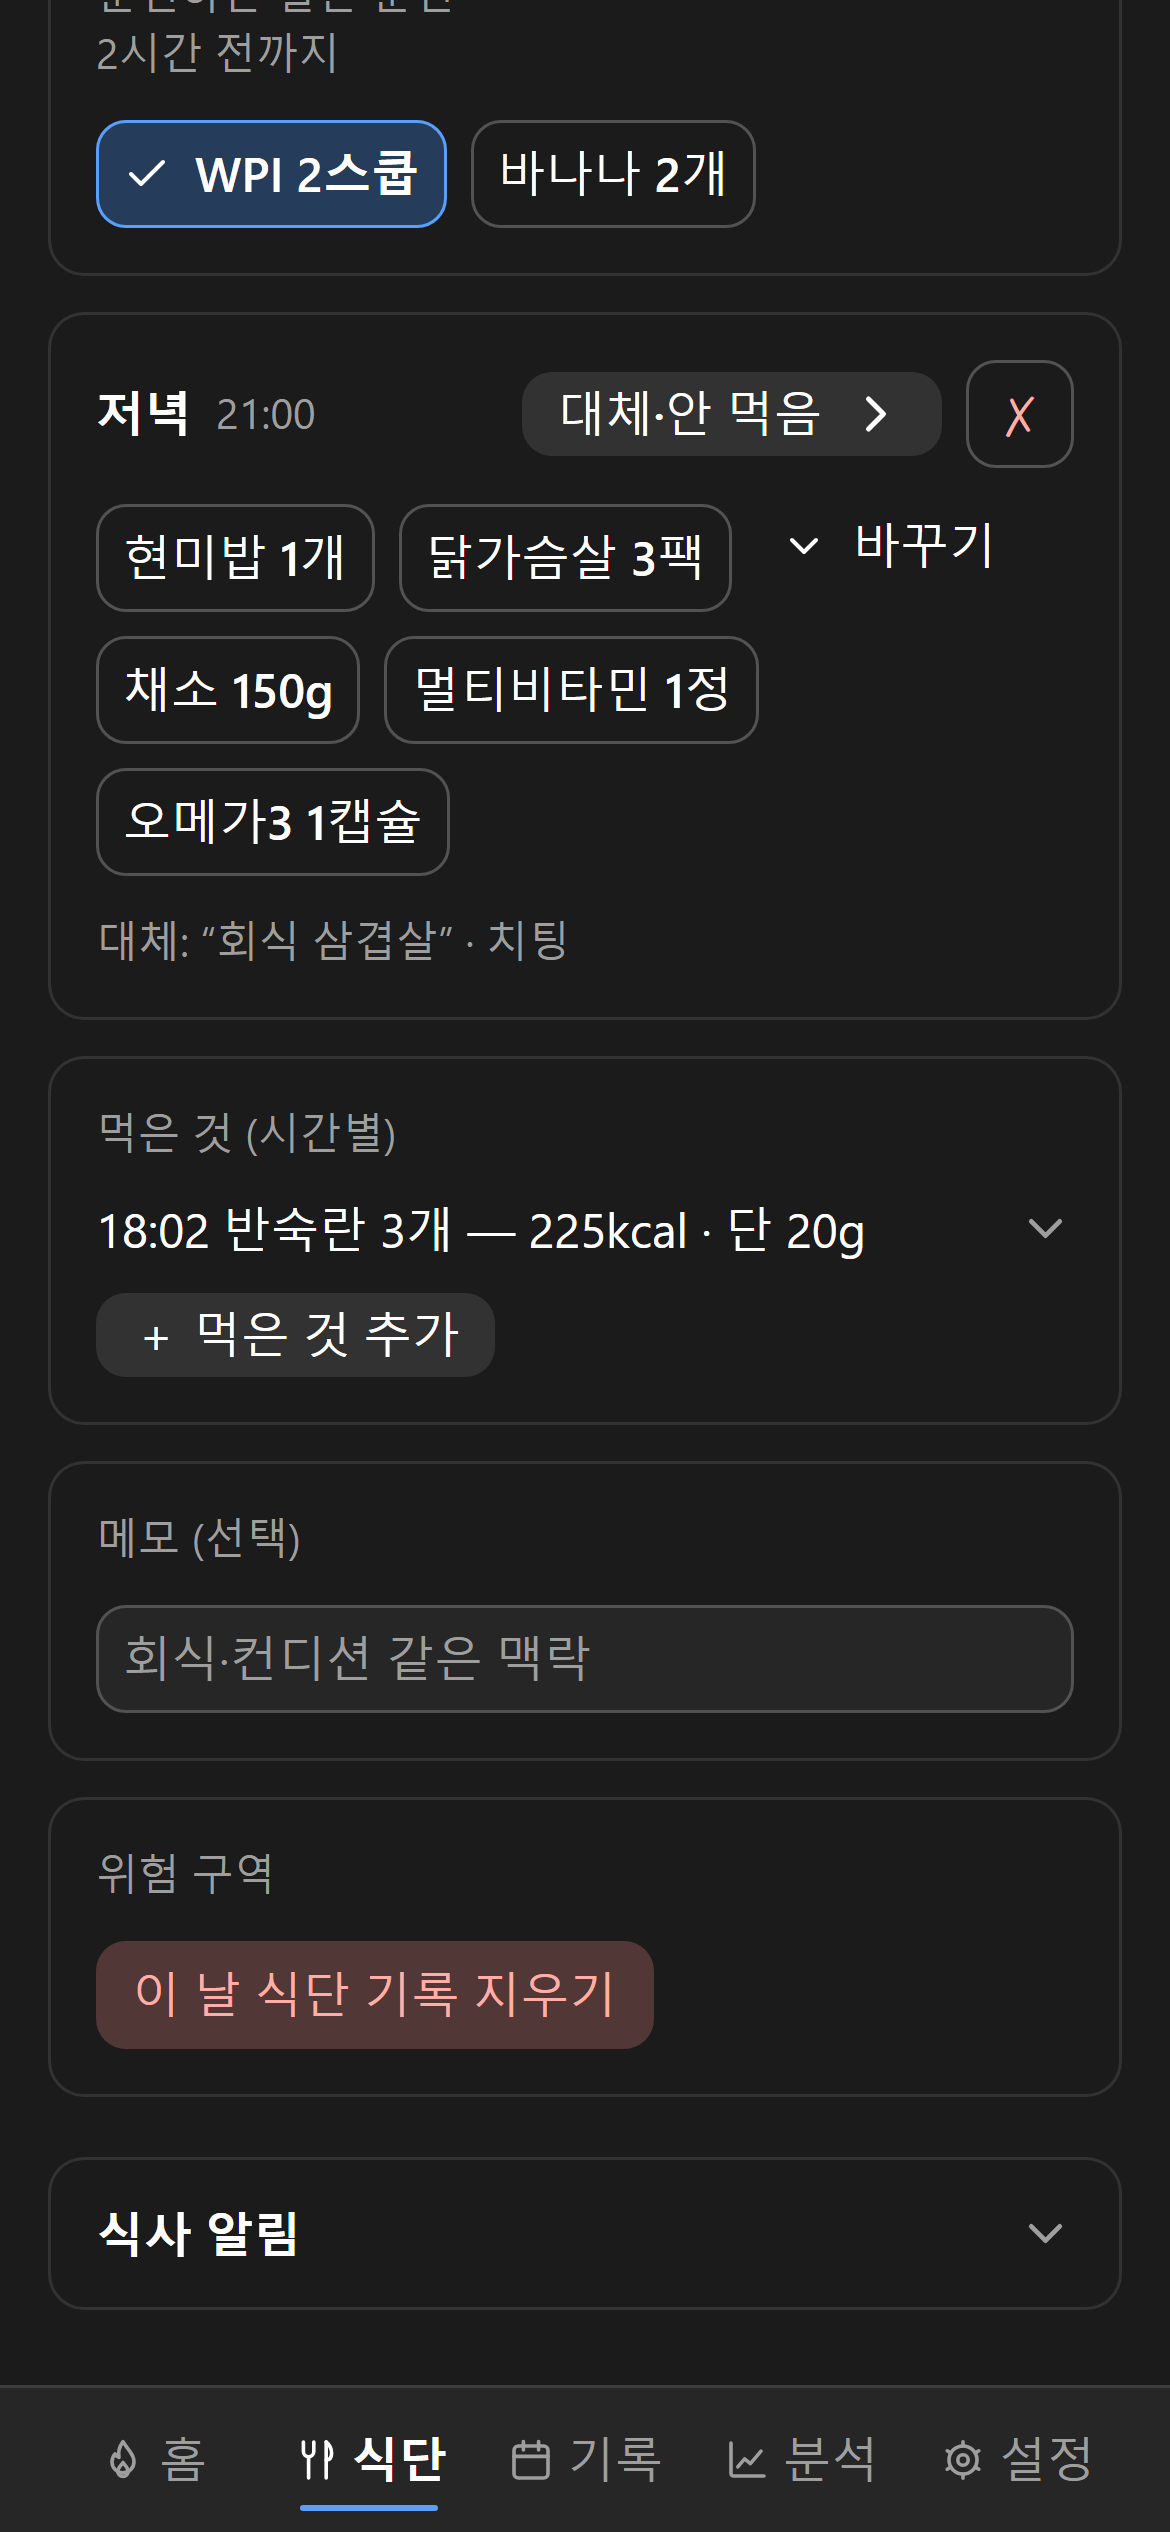 2시간 전까지
WPI 2스쿱
바나나 2개
저녁 21:00
대체·안 먹음
현미밥 1개
닭가슴살 3팩
바꾸기
채소 150g
멀티비타민 1정
오메가3 1캡슐
대체: “회식 삼겹살” · 치팅
먹은 것 (시간별)
18:02 반숙란 3개 — 225kcal · 단 20g
+ 먹은 것 추가
메모 (선택)
회식·컨디션 같은 맥락
위험 구역
이 날 식단 기록 지우기
식사 알림
홈
식단
기록
분석
설정